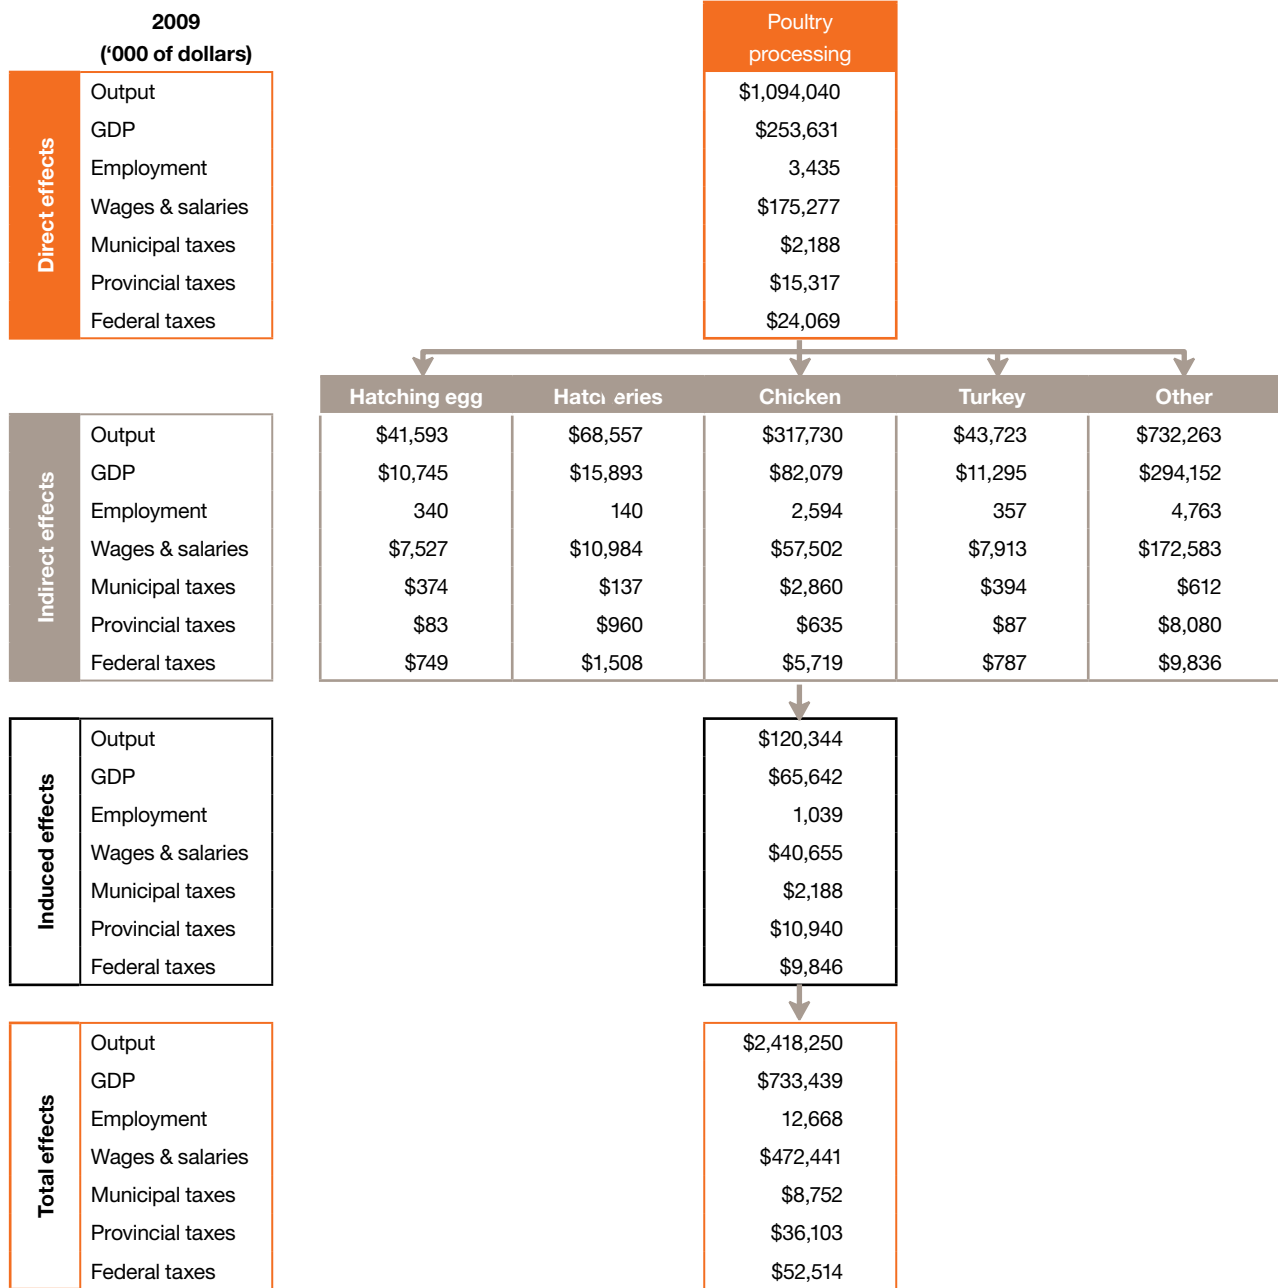 2009
('000 of dollars)
Poultry
processing
Direct effects
Output $1,094,040
GDP $253,631
Employment 3,435
Wages & salaries $175,277
Municipal taxes $2,188
Provincial taxes $15,317
Federal taxes $24,069
Hatching egg Hatcheries Chicken Turkey Other
Indirect effects
Output $41,593 $68,557 $317,730 $43,723 $732,263
GDP $10,745 $15,893 $82,079 $11,295 $294,152
Employment 340 140 2,594 357 4,763
Wages & salaries $7,527 $10,984 $57,502 $7,913 $172,583
Municipal taxes $374 $137 $2,860 $394 $612
Provincial taxes $83 $960 $635 $87 $8,080
Federal taxes $749 $1,508 $5,719 $787 $9,836
Induced effects
Output $120,344
GDP $65,642
Employment 1,039
Wages & salaries $40,655
Municipal taxes $2,188
Provincial taxes $10,940
Federal taxes $9,846
Total effects
Output $2,418,250
GDP $733,439
Employment 12,668
Wages & salaries $472,441
Municipal taxes $8,752
Provincial taxes $36,103
Federal taxes $52,514